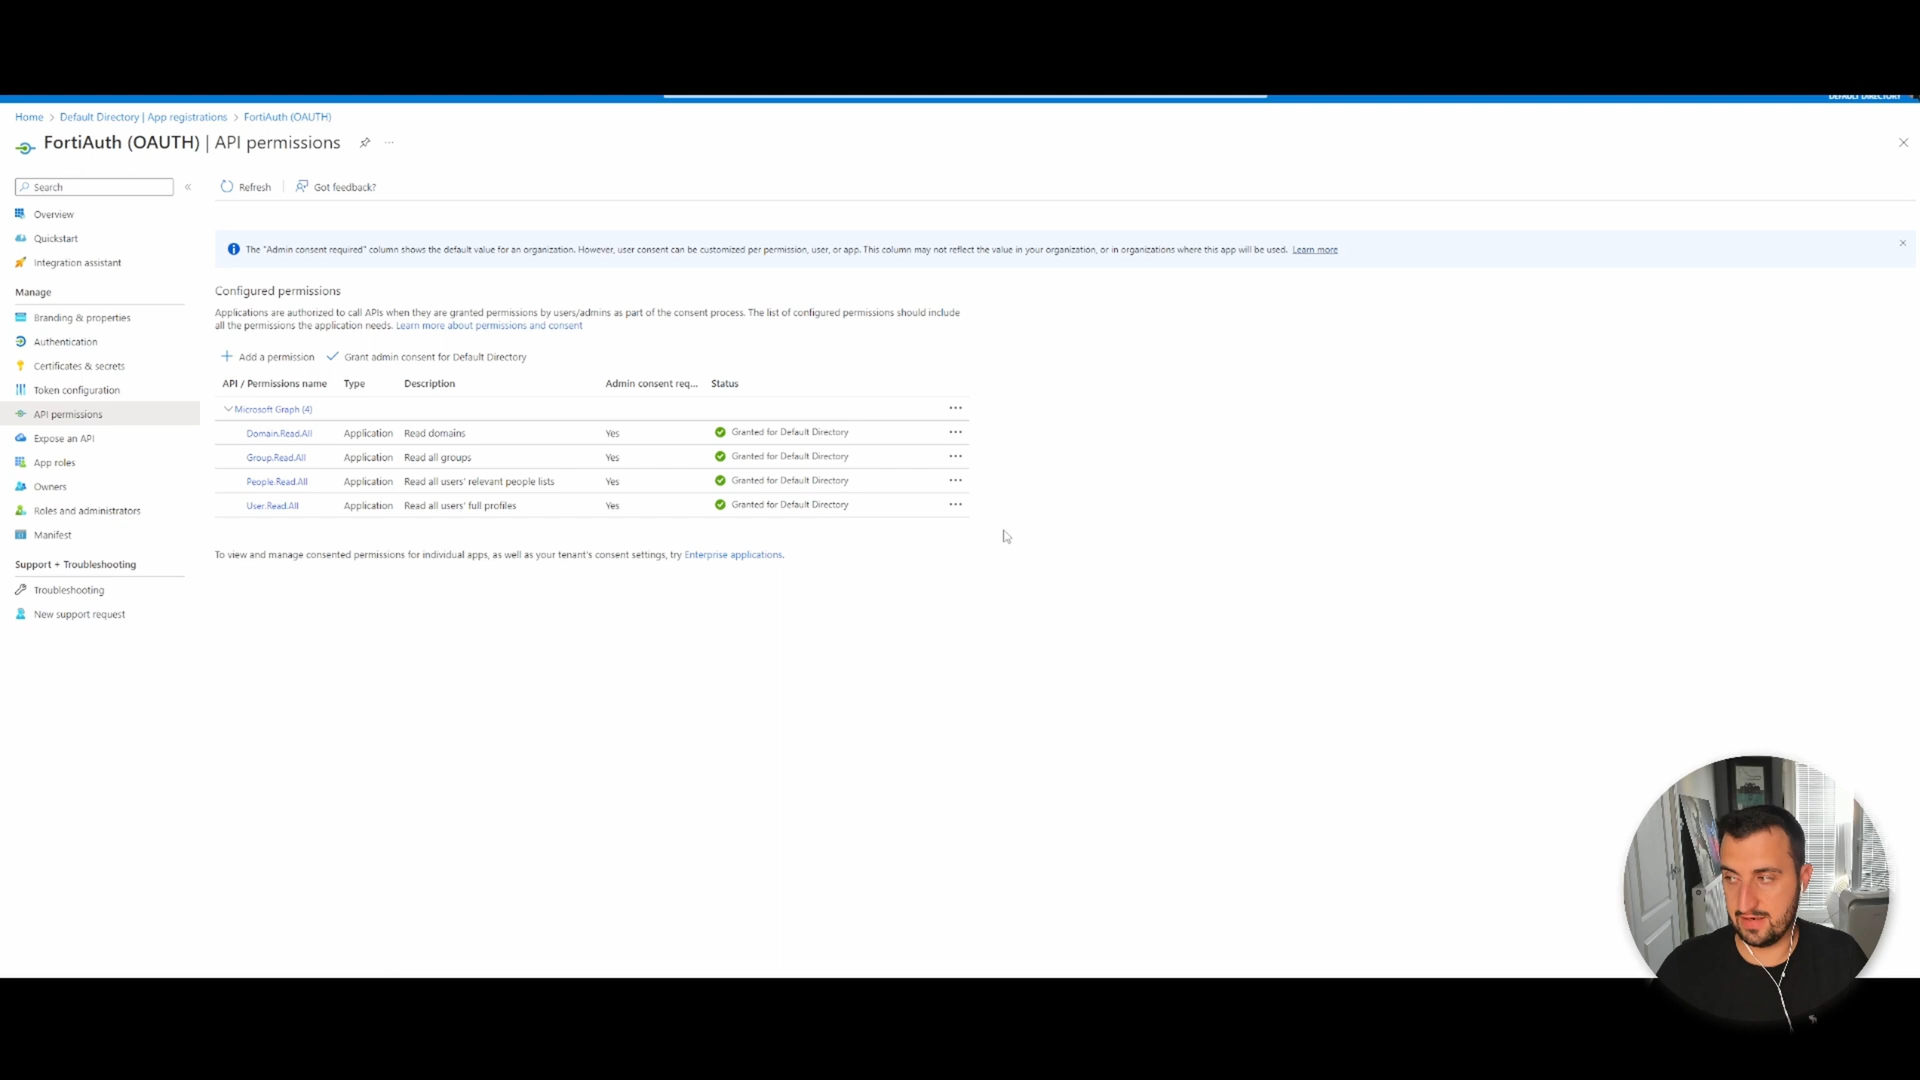 DEFAULT DIRECTORY
Home > Default Directory | App registrations > FortiAuth (OAUTH)
FortiAuth (OAUTH) | API permissions
Search
Refresh
Got feedback?
Overview
Quickstart
Integration assistant
Manage
Branding & properties
Authentication
Certificates & secrets
Token configuration
API permissions
Expose an API
App roles
Owners
Roles and administrators
Manifest
Support + Troubleshooting
Troubleshooting
New support request
The "Admin consent required" column shows the default value for an organization. However, user consent can be customized per permission, user, or app. This column may not reflect the value in your organization, or in organizations where this app will be used. Learn more
Configured permissions
Applications are authorized to call APIs when they are granted permissions by users/admins as part of the consent process. The list of configured permissions should include
all the permissions the application needs. Learn more about permissions and consent
Add a permission Grant admin consent for Default Directory
API / Permissions name Type Description Admin consent req... Status
Microsoft Graph (4)
Domain.Read.All Application Read domains Yes Granted for Default Directory
Group.Read.All Application Read all groups Yes Granted for Default Directory
People.Read.All Application Read all users' relevant people lists Yes Granted for Default Directory
User.Read.All Application Read all users' full profiles Yes Granted for Default Directory
To view and manage consented permissions for individual apps, as well as your tenant's consent settings, try Enterprise applications.